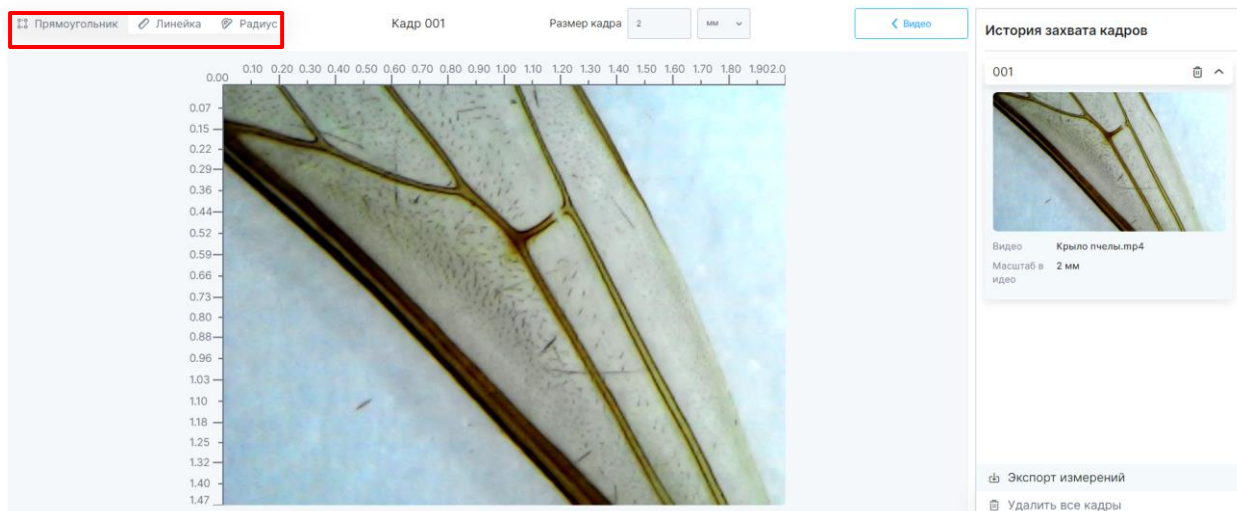 Прямоугольник Линейка Радиус Кадр 001 Размер кадра 2 мм Видео
История захвата кадров
0.00 0.10 0.20 0.30 0.40 0.50 0.60 0.70 0.80 0.90 1.00 1.10 1.20 1.30 1.40 1.50 1.60 1.70 1.80 1.902.0
0.07
0.15
0.22
0.29
0.36
0.44
0.52
0.59
0.66
0.73
0.80
0.88
0.96
1.03
1.10
1.18
1.25
1.32
1.40
1.47
001
Видео Крыло пчелы.mp4
Масштаб в 2 мм
идео
Экспорт измерений
Удалить все кадры